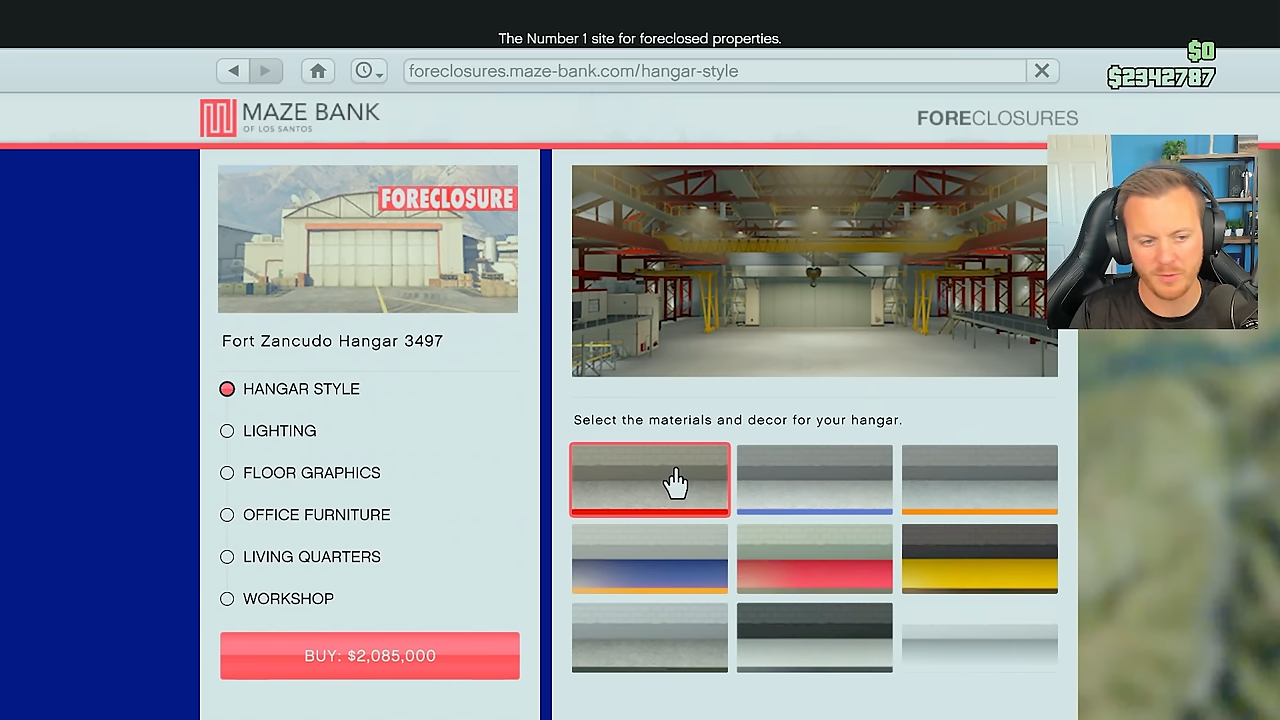 The Number 1 site for foreclosed properties.
$0
foreclosures.maze-bank.com/hangar-style
$2342787
MAZE BANK
OF LOS SANTOS
FORECLOSURES
FORECLOSURE
Fort Zancudo Hangar 3497
HANGAR STYLE
LIGHTING
FLOOR GRAPHICS
OFFICE FURNITURE
LIVING QUARTERS
WORKSHOP
BUY: $2,085,000
Select the materials and decor for your hangar.